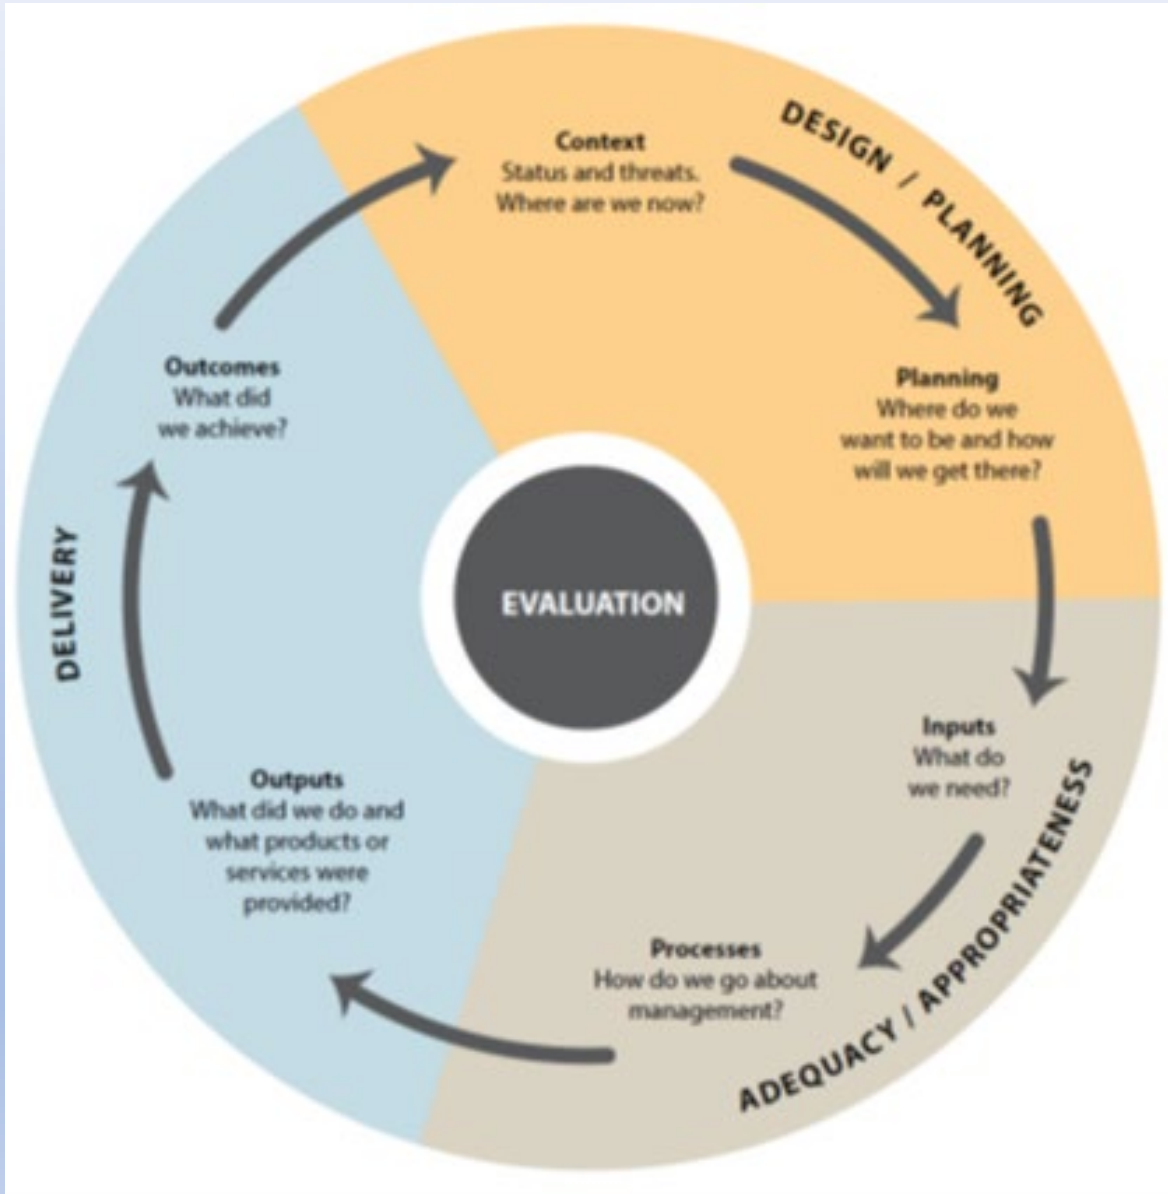 DESIGN / PLANNING
Context
Status and threats.
Where are we now?
Planning
Where do we
want to be and how
will we get there?
Inputs
What do
we need?
ADEQUACY / APPROPRIATENESS
Processes
How do we go about
management?
Outputs
What did we do and
what products or
services were
provided?
DELIVERY
Outcomes
What did
we achieve?
EVALUATION